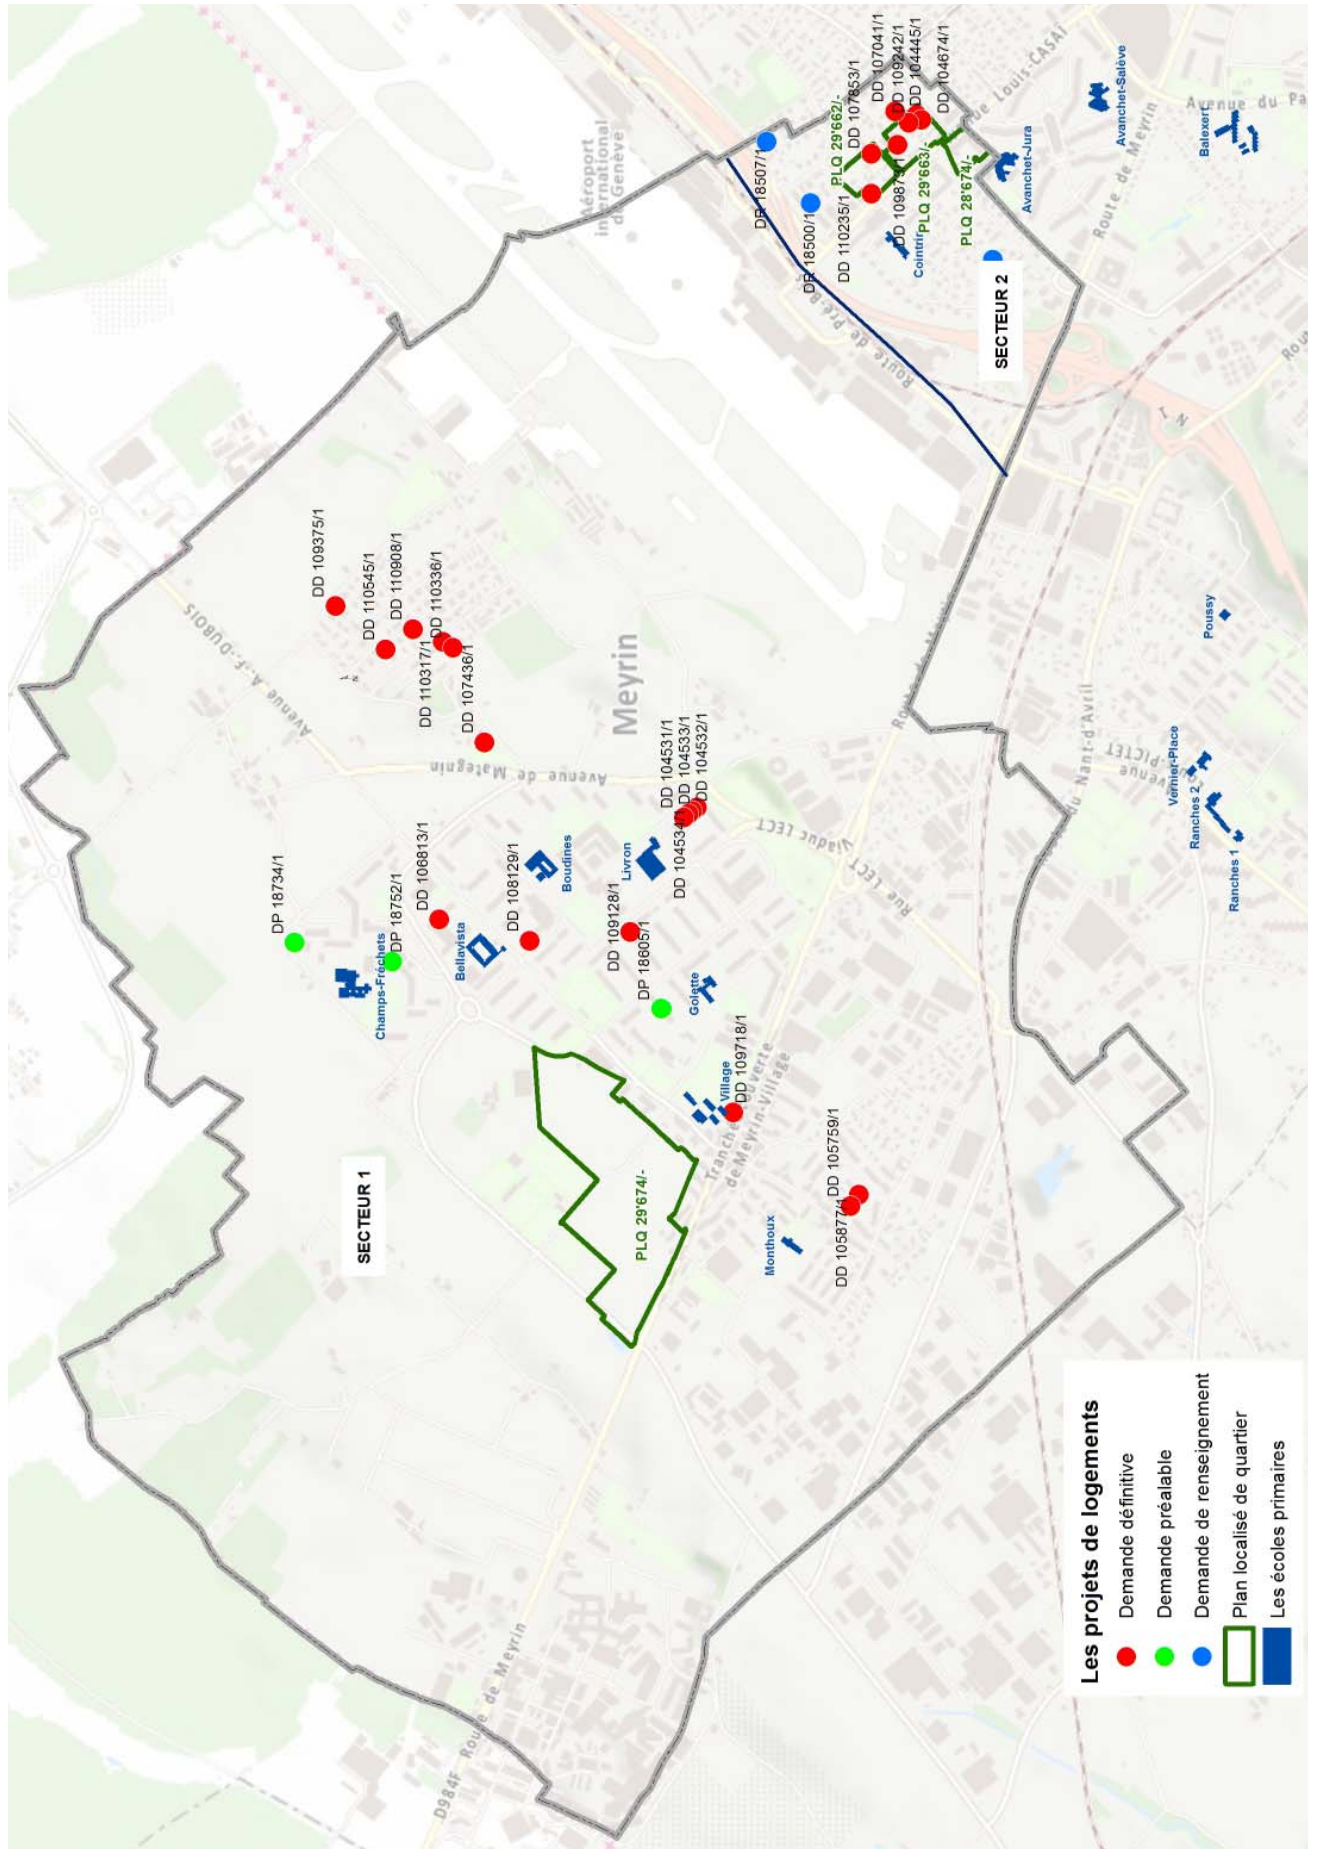 SECTEUR 1
SECTEUR 2
Meyrin
Aéroport
international
de Genève
Avenue A.-F.-DUBOIS
Avenue de Mategnin
Viaduc LECT
Rue LECT
Route de Meyrin
Route de Meyrin
D984F
Route de Meyrin
N 1
Avenue du Pa
DP 18734/1
DP 18752/1
DD 106813/1
DD 108129/1
DD 109128/1
DP 18605/1
DD 109718/1
DD 105759/1
DD 105877/1
DD 109375/1
DD 110545/1
DD 110908/1
DD 110336/1
DD 110317/1
DD 107436/1
DD 104531/1
DD 104533/1
DD 104532/1
DD 104534/1
DR 18507/1
DR 18500/1
DD 110235/1
DD 107853/1
DD 107041/1
DD 109242/1
DD 104445/1
DD 104674/1
PLQ 29'662/-
PLQ 29'663/-
PLQ 28'674/-
PLQ 29'674/-
Champs-Fréchets
Bellavista
Boudines
Livron
Golette
Village
Monthoux
Cointrin
Avanchet-Jura
Avanchet-Salève
Balexert
Poussy
Vernier-Place
Ranches 2
Ranches 1
de Meyrin-Village
Les projets de logements
Demande définitive
Demande préalable
Demande de renseignement
Plan localisé de quartier
Les écoles primaires